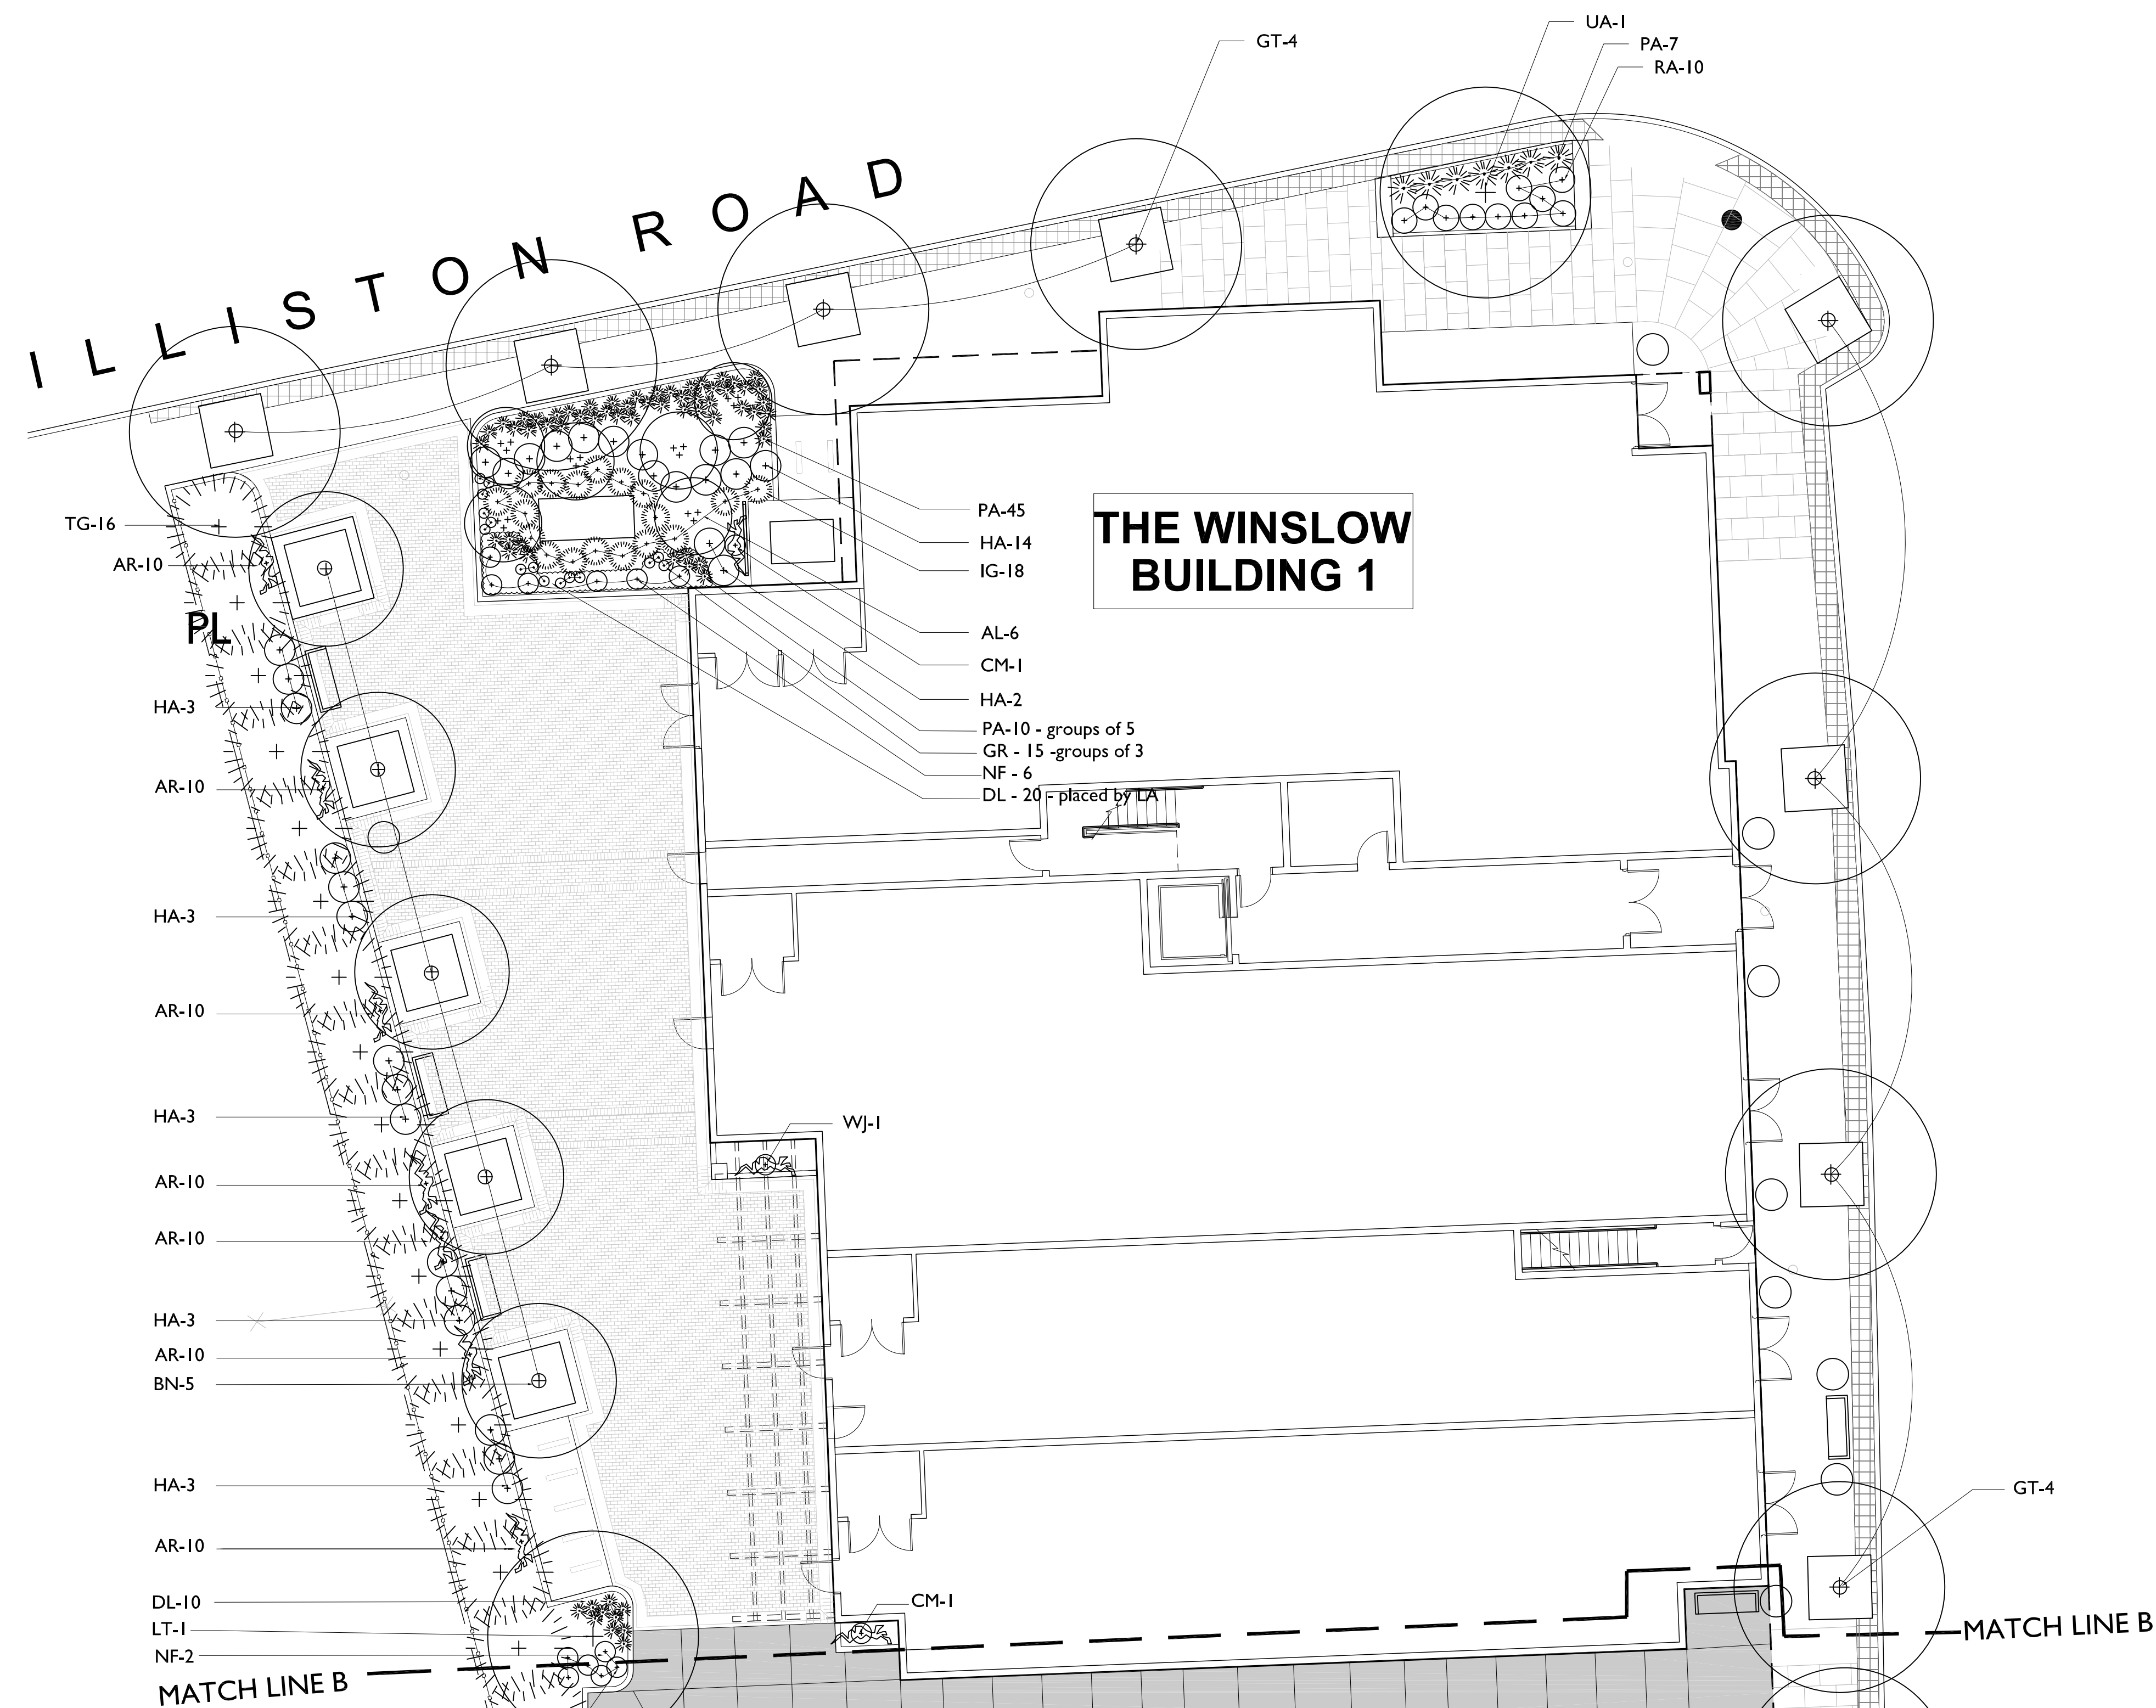 UA-1
GT-4
PA-7
RA-10
ILLISTON ROAD
TG-16
AR-10
PL
HA-3
AR-10
HA-3
AR-10
HA-3
AR-10
AR-10
HA-3
AR-10
BN-5
HA-3
AR-10
DL-10
LT-1
NF-2
MATCH LINE B
PA-45
HA-14
IG-18
THE WINSLOW
BUILDING 1
AL-6
CM-1
HA-2
PA-10 - groups of 5
GR - 15 -groups of 3
NF - 6
DL - 20 - placed by LA
WJ-1
CM-1
GT-4
MATCH LINE B